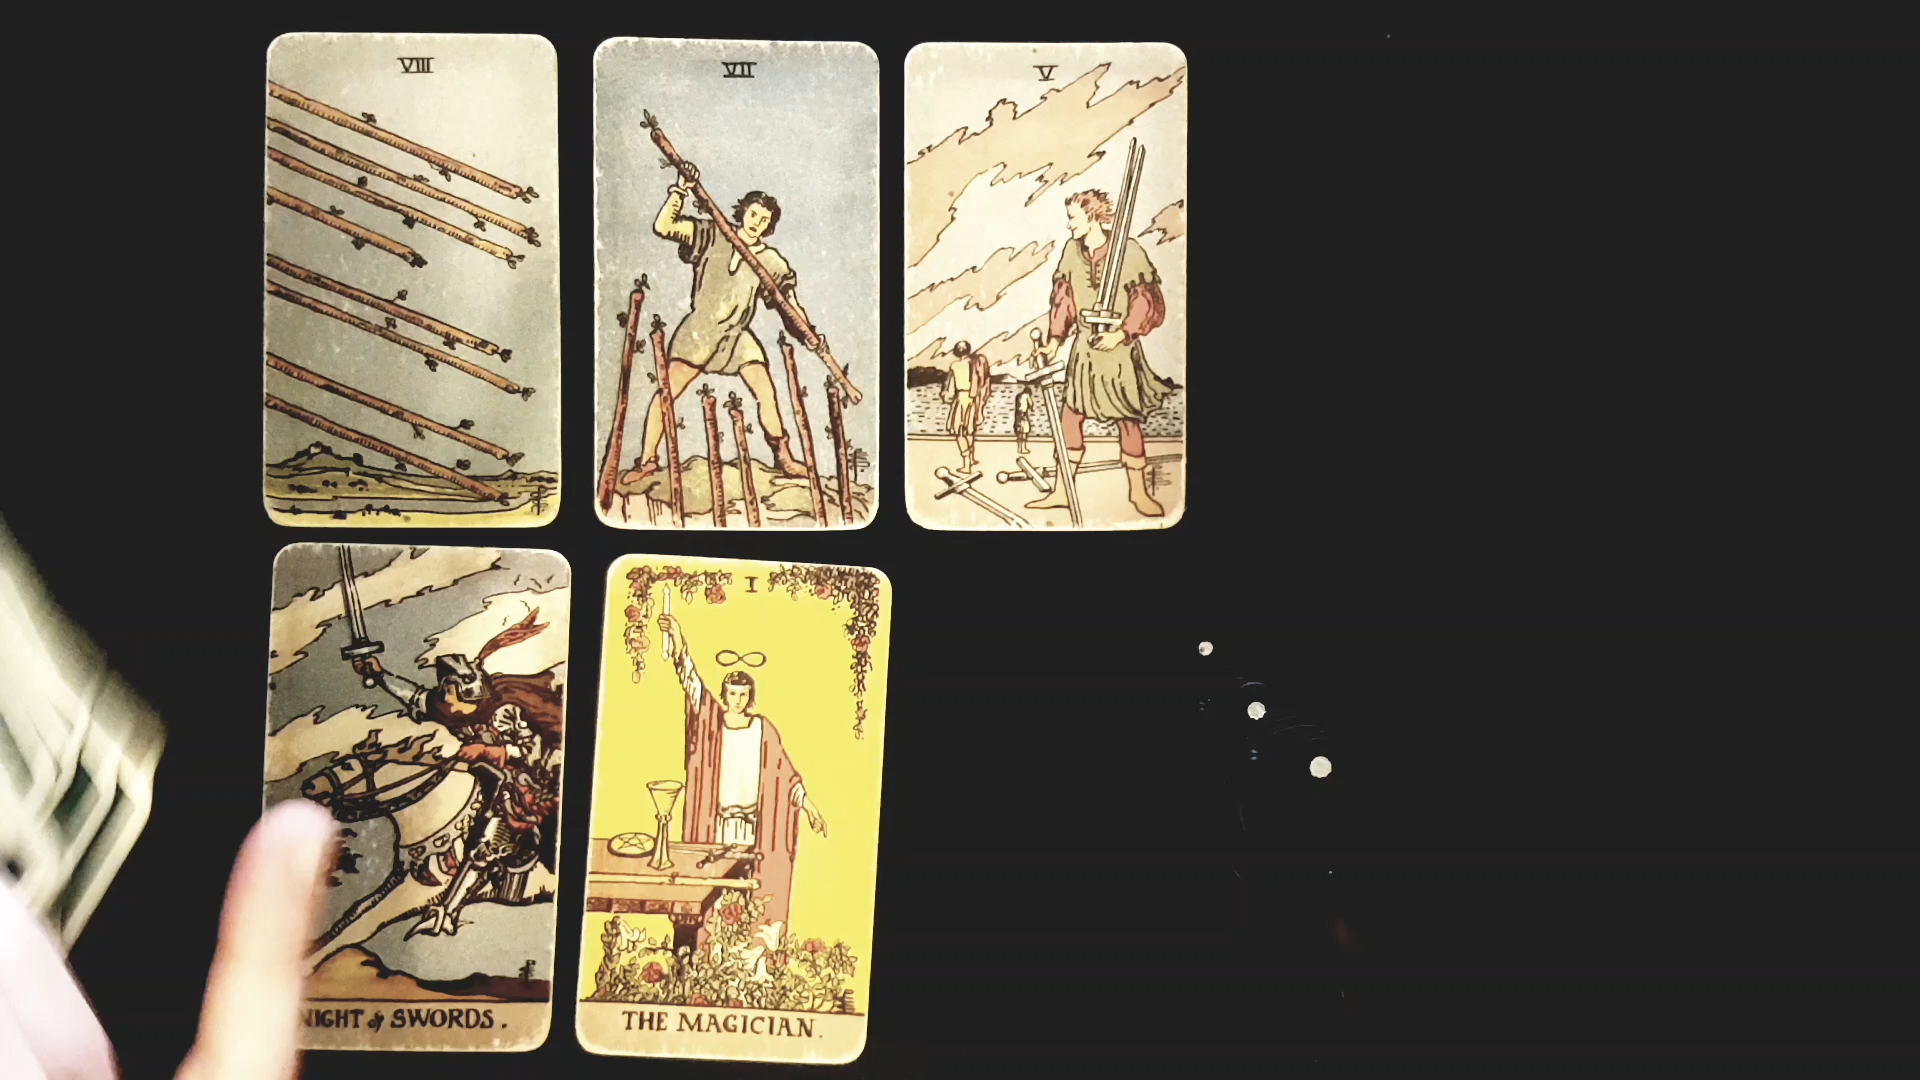 VIII
VII
V
NIGHT of SWORDS.
I
THE MAGICIAN.